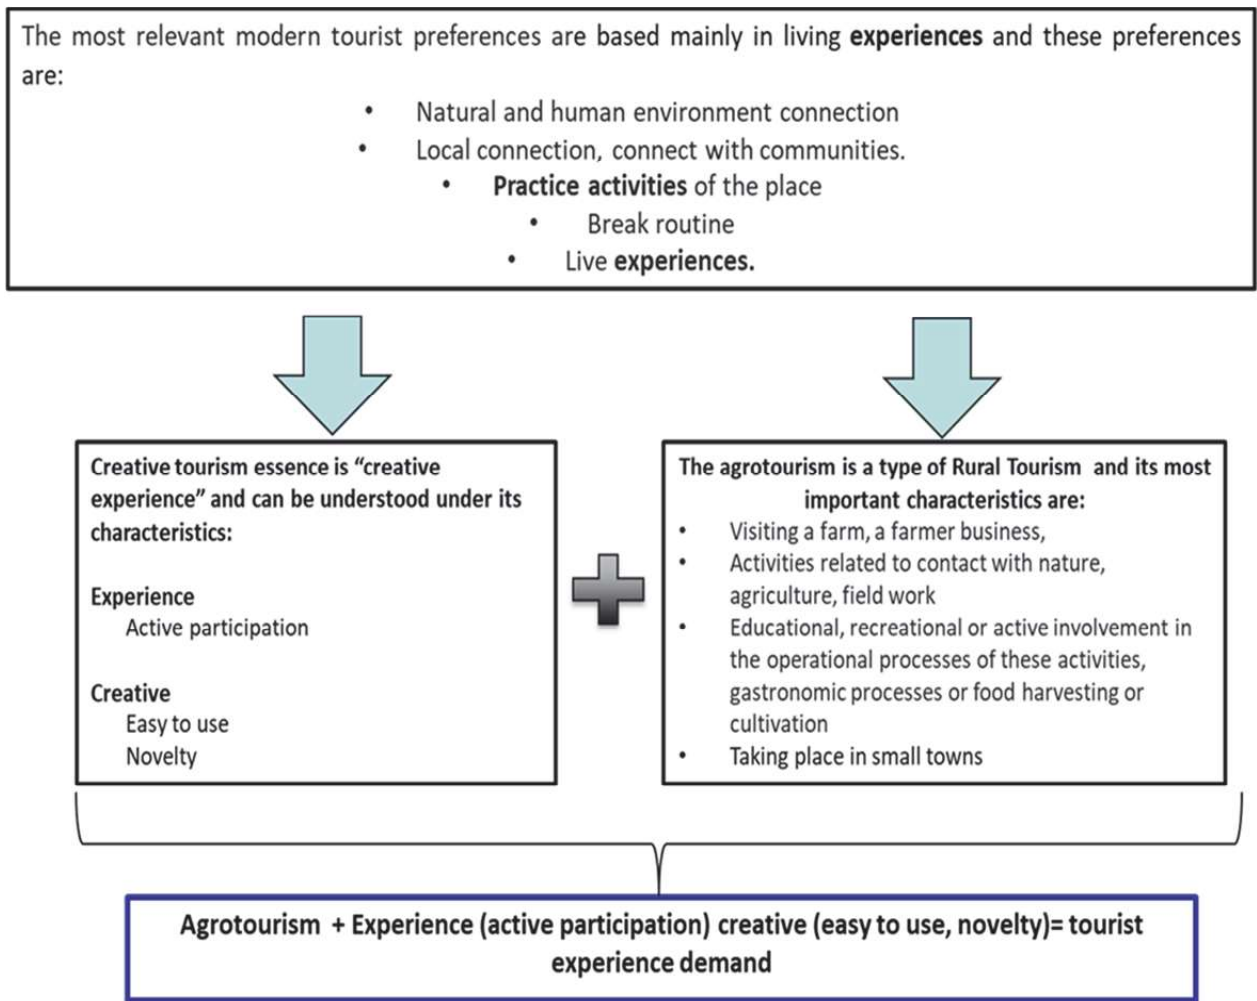 The most relevant modern tourist preferences are based mainly in living experiences and these preferences
are:
• Natural and human environment connection
• Local connection, connect with communities.
• Practice activities of the place
• Break routine
• Live experiences.
Creative tourism essence is “creative
experience” and can be understood under its
characteristics:
Experience
Active participation
Creative
Easy to use
Novelty
The agrotourism is a type of Rural Tourism and its most
important characteristics are:
• Visiting a farm, a farmer business,
• Activities related to contact with nature,
agriculture, field work
• Educational, recreational or active involvement in
the operational processes of these activities,
gastronomic processes or food harvesting or
cultivation
• Taking place in small towns
Agrotourism + Experience (active participation) creative (easy to use, novelty)= tourist
experience demand